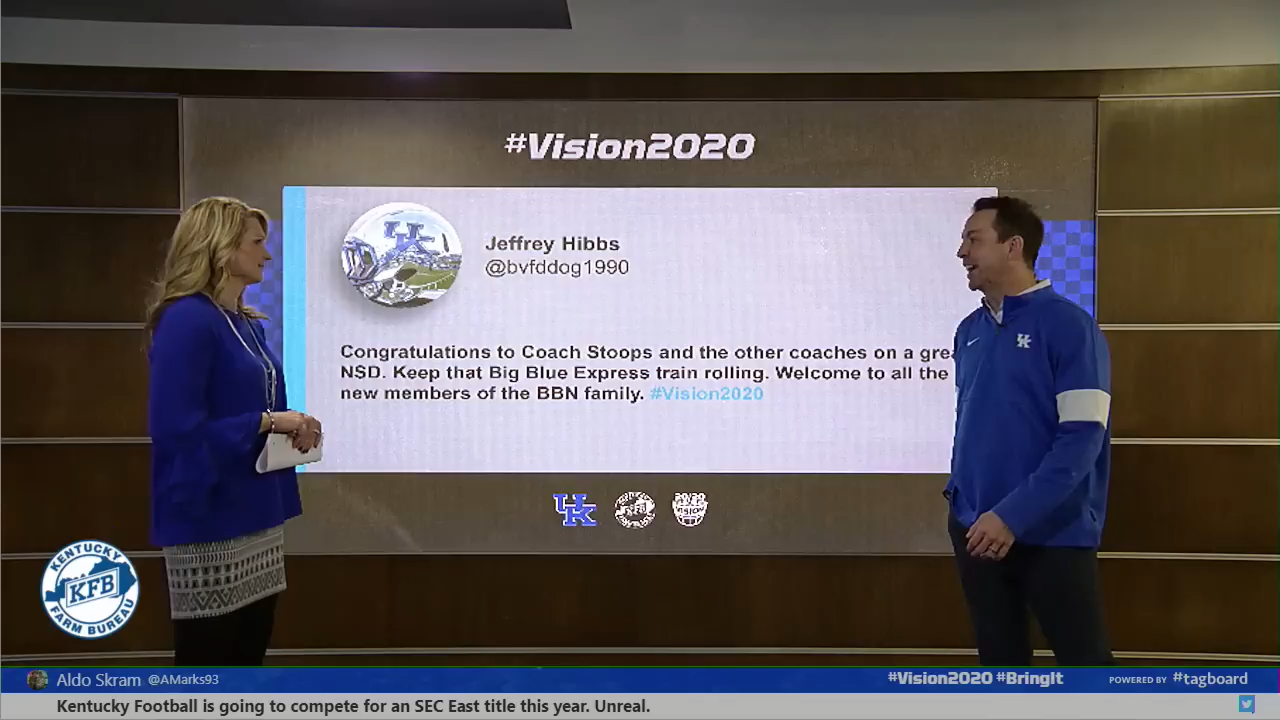 #Vision2020
Jeffrey Hibbs
@bvfddog1990
Congratulations to Coach Stoops and the other coaches on a grea
NSD. Keep that Big Blue Express train rolling. Welcome to all the
new members of the BBN family. #Vision2020
UK
UK
KENTUCKY
KFB
FARM BUREAU
Aldo Skram @AMarks93
#Vision2020 #BringIt
POWERED BY #tagboard
Kentucky Football is going to compete for an SEC East title this year. Unreal.